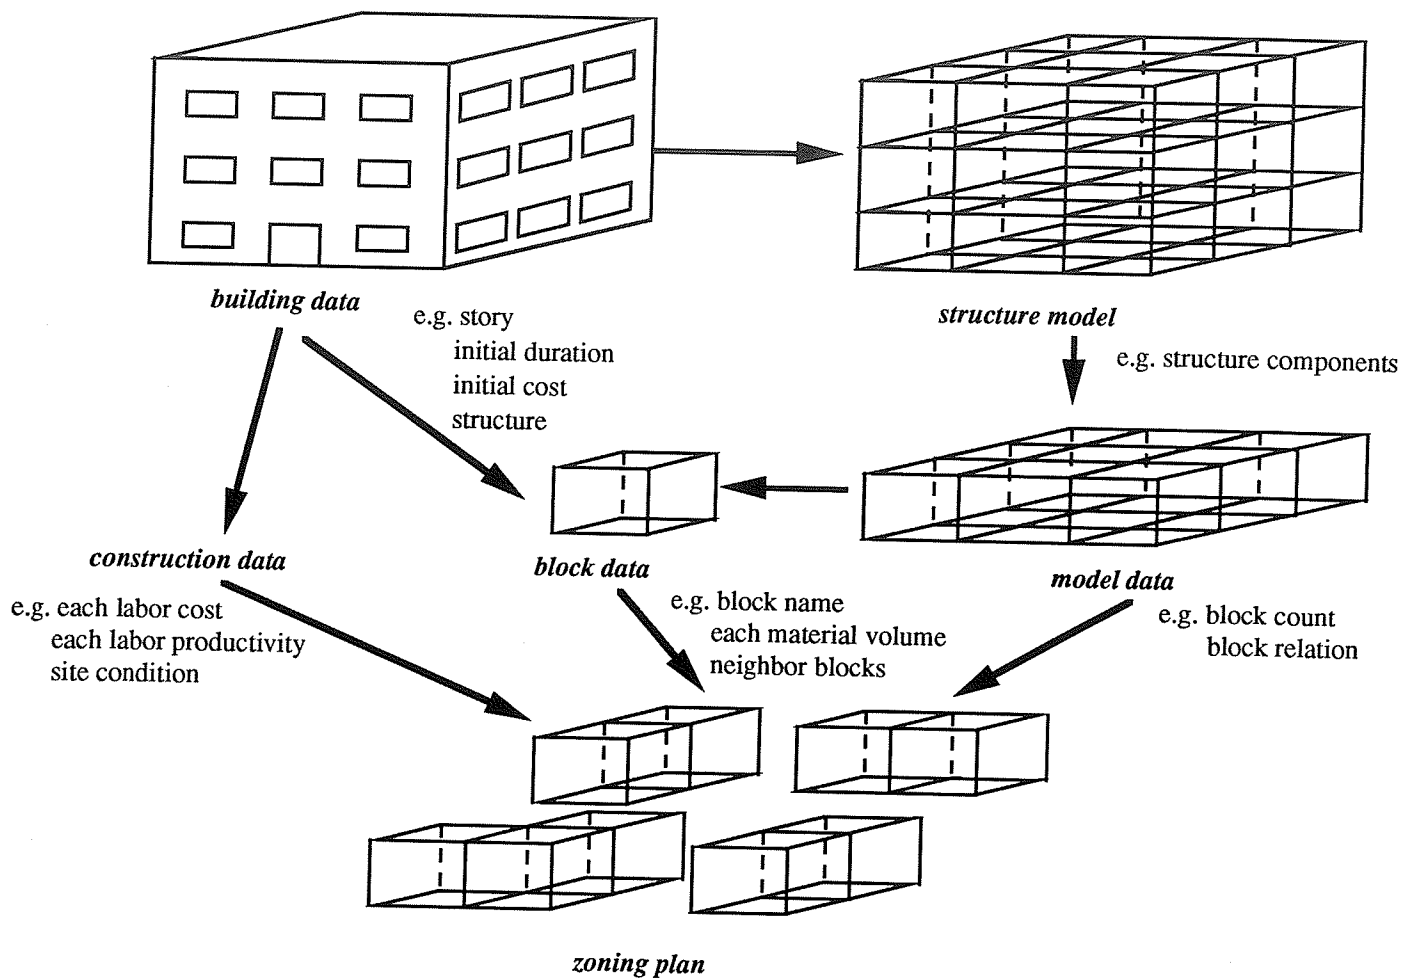 building data
e.g. story
initial duration
initial cost
structure
structure model
e.g. structure components
construction data
e.g. each labor cost
each labor productivity
site condition
block data
e.g. block name
each material volume
neighbor blocks
model data
e.g. block count
block relation
zoning plan